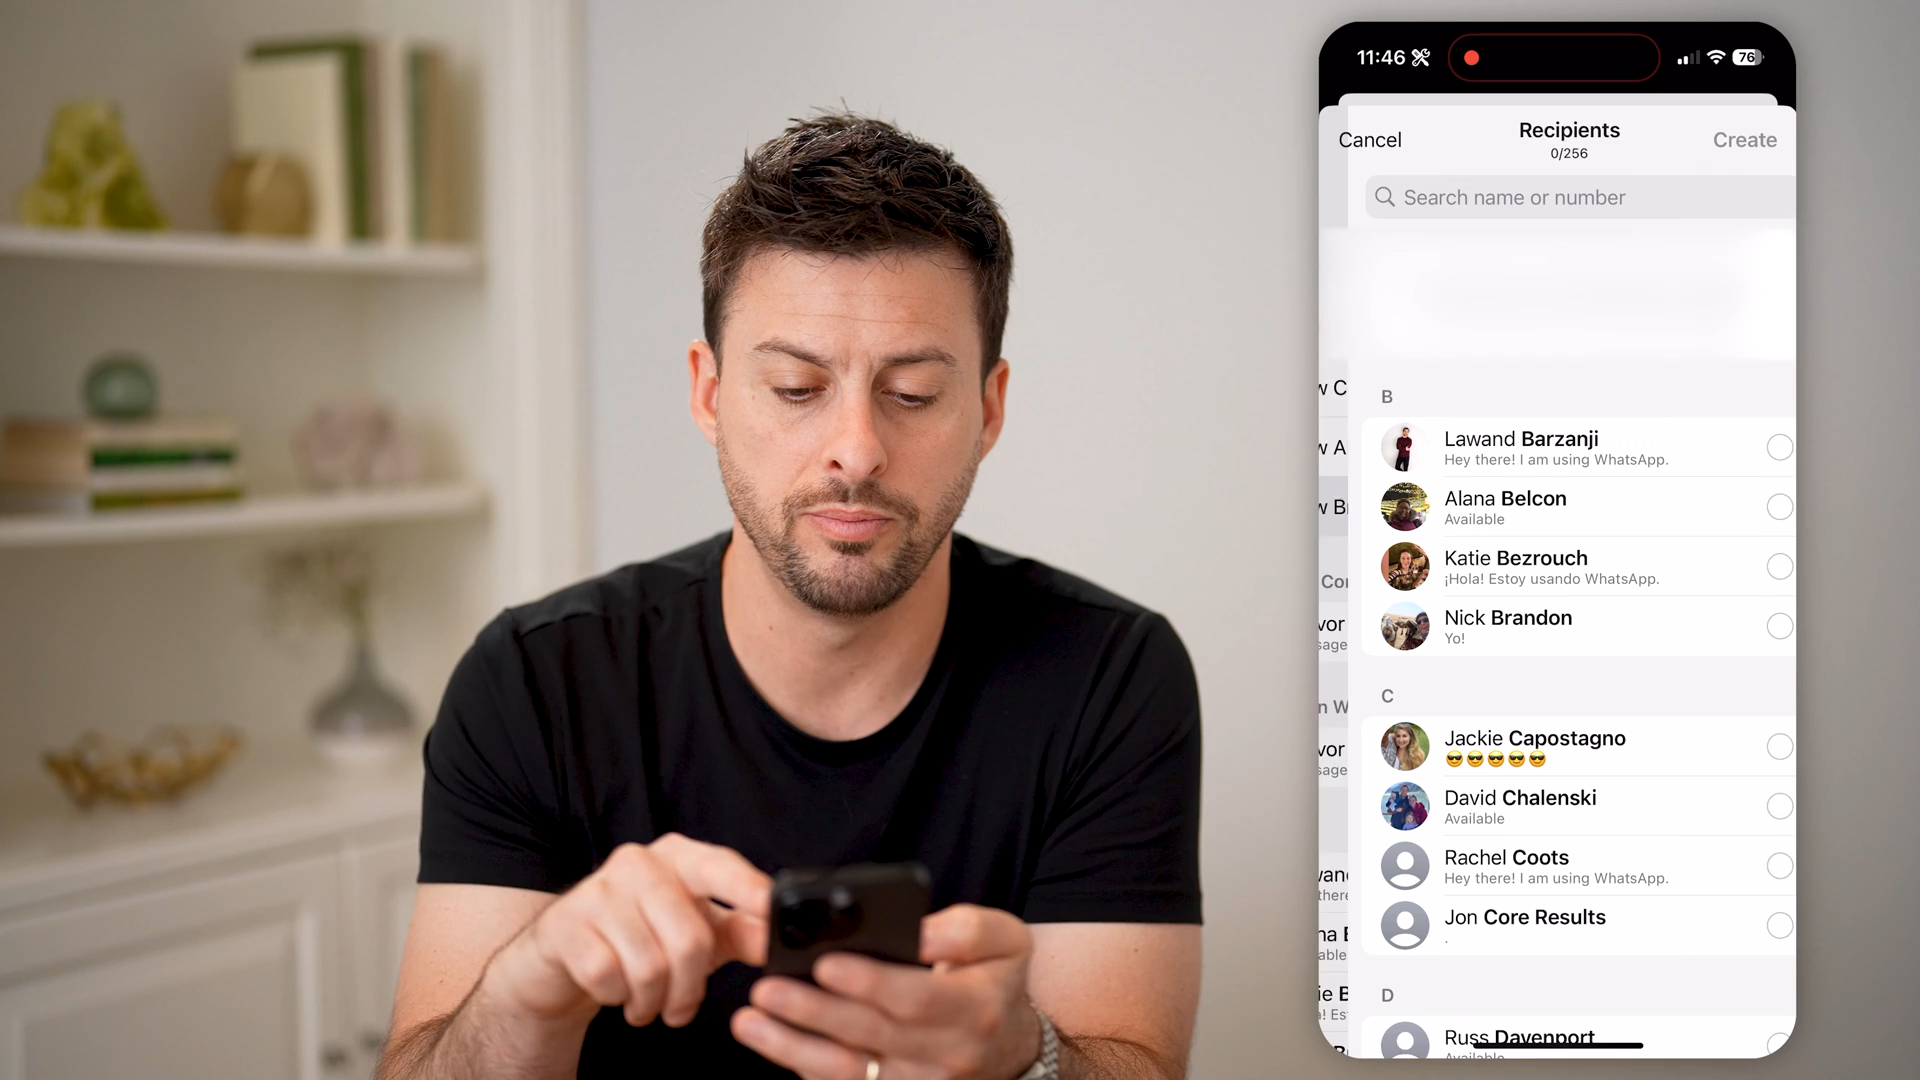 11:46
76
Cancel
Recipients
Create
0/256
Search name or number
B
Lawand Barzanji
Hey there! I am using WhatsApp.
Alana Belcon
Available
Katie Bezrouch
¡Hola! Estoy usando WhatsApp.
Nick Brandon
Yo!
C
Jackie Capostagno
😎😎😎😎😎
David Chalenski
Available
Rachel Coots
Hey there! I am using WhatsApp.
Jon Core Results
.
D
Russ Davenport
Available